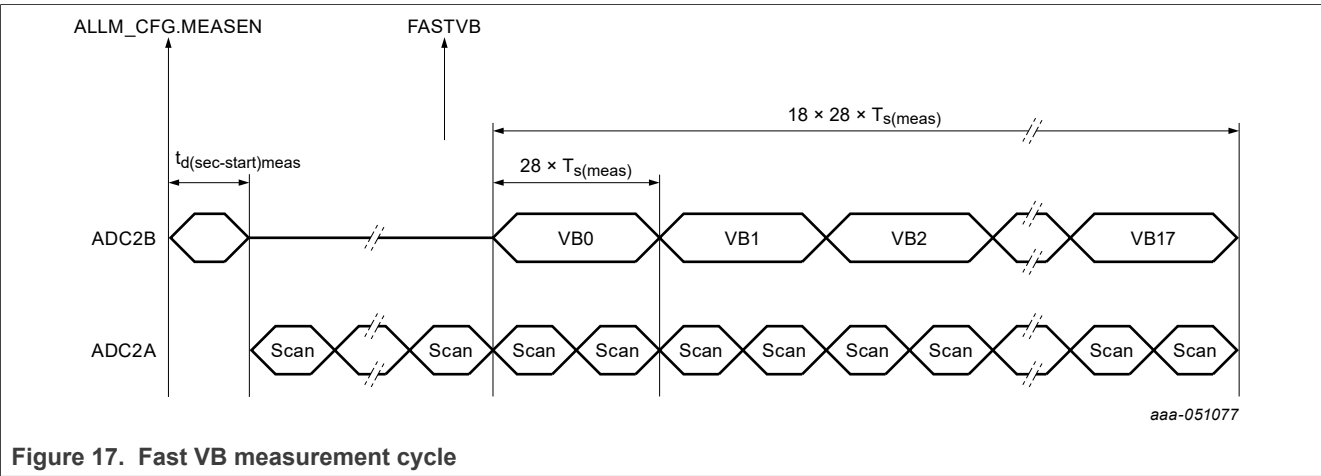 ALLM_CFG.MEASEN FASTVB
18 × 28 × Ts(meas)
td(sec-start)meas
28 × Ts(meas)
ADC2B VB0 VB1 VB2 VB17
ADC2A Scan Scan Scan Scan Scan Scan Scan Scan Scan Scan
aaa-051077
Figure 17. Fast VB measurement cycle